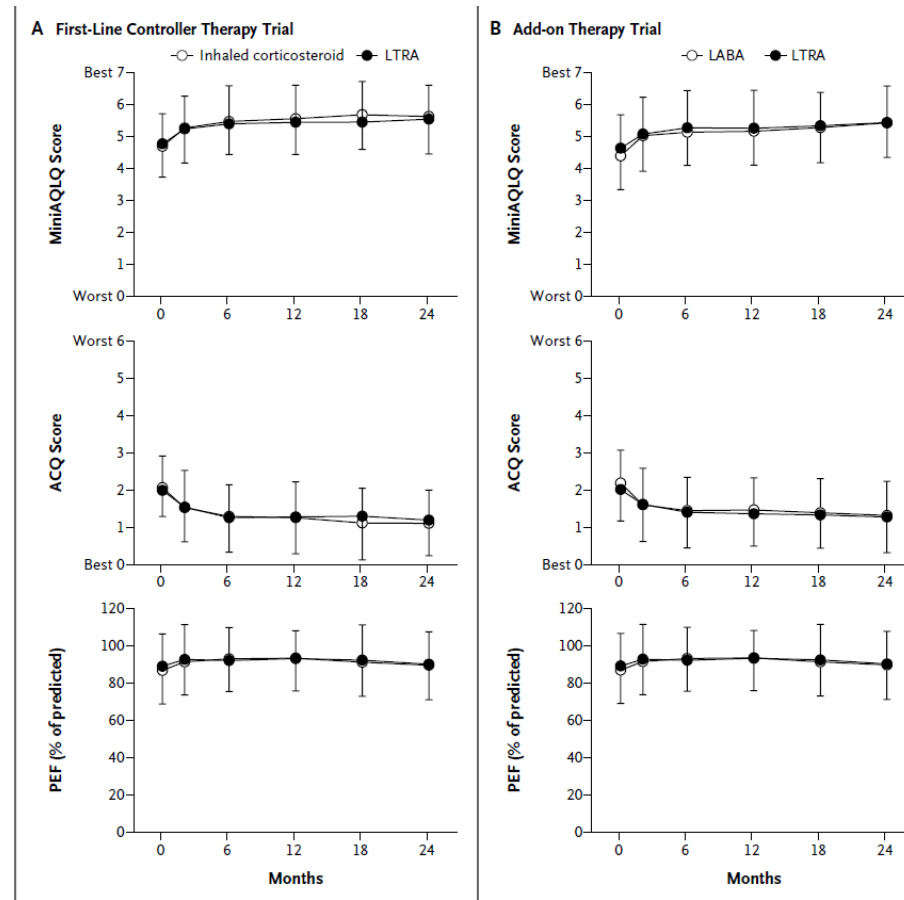 A First-Line Controller Therapy Trial
Inhaled corticosteroid LTRA
Best 7
6
5
4
3
2
1
Worst 0
MiniAQLQ Score
0 6 12 18 24
Worst 6
5
4
3
2
1
Best 0
ACQ Score
0 6 12 18 24
120
100
80
60
40
20
0
PEF (% of predicted)
0 6 12 18 24
Months
B Add-on Therapy Trial
LABA LTRA
Best 7
6
5
4
3
2
1
Worst 0
MiniAQLQ Score
0 6 12 18 24
Worst 6
5
4
3
2
1
Best 0
ACQ Score
0 6 12 18 24
120
100
80
60
40
20
0
PEF (% of predicted)
0 6 12 18 24
Months